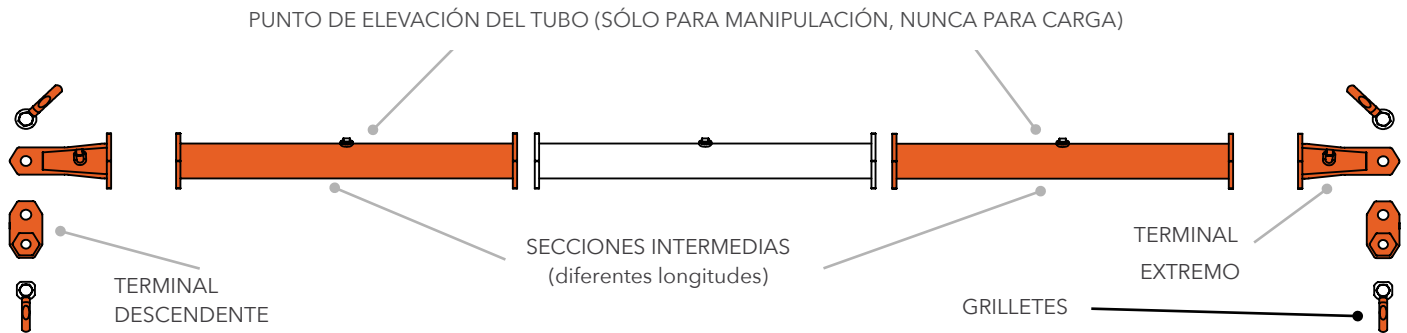 PUNTO DE ELEVACIÓN DEL TUBO (SÓLO PARA MANIPULACIÓN, NUNCA PARA CARGA)
SECCIONES INTERMEDIAS
(diferentes longitudes)
TERMINAL
EXTREMO
TERMINAL
DESCENDENTE
GRILLETES